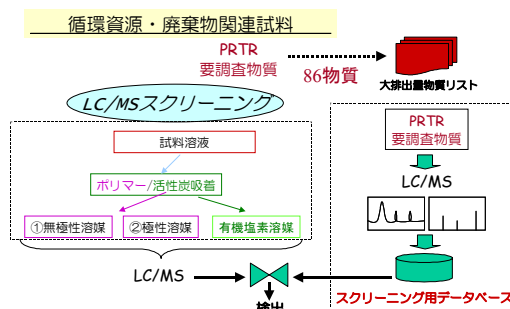 循環資源・廃棄物関連試料
PRTR
要調査物質
86物質
大排出量物質リスト
LC/MSスクリーニング
試料溶液
ポリマー/活性炭吸着
①無極性溶媒
②極性溶媒
有機塩素溶媒
LC/MS
検出
PRTR
要調査物質
LC/MS
スクリーニング用データベース